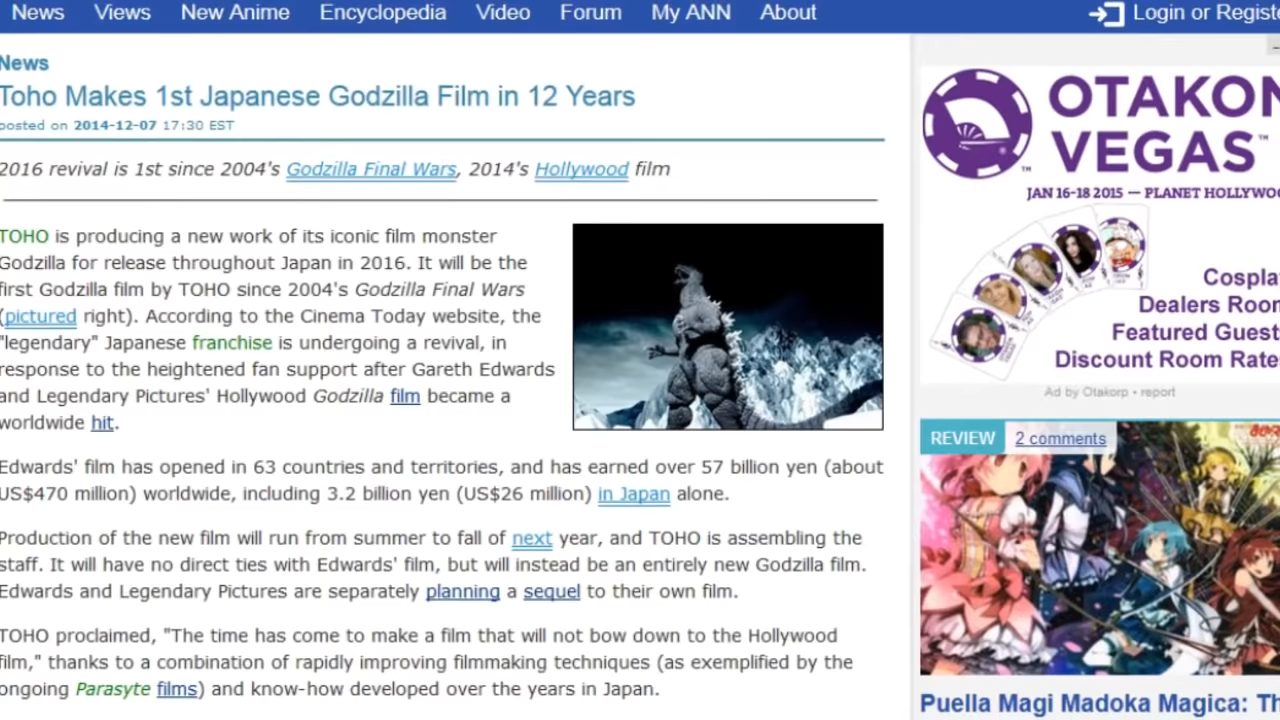 News Views New Anime Encyclopedia Video Forum My ANN About Login or Registe
News
Toho Makes 1st Japanese Godzilla Film in 12 Years
posted on 2014-12-07 17:30 EST
2016 revival is 1st since 2004's Godzilla Final Wars, 2014's Hollywood film
TOHO is producing a new work of its iconic film monster
Godzilla for release throughout Japan in 2016. It will be the
first Godzilla film by TOHO since 2004's Godzilla Final Wars
(pictured right). According to the Cinema Today website, the
"legendary" Japanese franchise is undergoing a revival, in
response to the heightened fan support after Gareth Edwards
and Legendary Pictures' Hollywood Godzilla film became a
worldwide hit.
Edwards' film has opened in 63 countries and territories, and has earned over 57 billion yen (about
US$470 million) worldwide, including 3.2 billion yen (US$26 million) in Japan alone.
Production of the new film will run from summer to fall of next year, and TOHO is assembling the
staff. It will have no direct ties with Edwards' film, but will instead be an entirely new Godzilla film.
Edwards and Legendary Pictures are separately planning a sequel to their own film.
TOHO proclaimed, "The time has come to make a film that will not bow down to the Hollywood
film," thanks to a combination of rapidly improving filmmaking techniques (as exemplified by the
ongoing Parasyte films) and know-how developed over the years in Japan.
OTAKON
VEGAS™
JAN 16-18 2015 — PLANET HOLLYWOO
Cosplay
Dealers Room
Featured Guests
Discount Room Rates
Ad by Otakorp • report
REVIEW 2 comments
Puella Magi Madoka Magica: Th